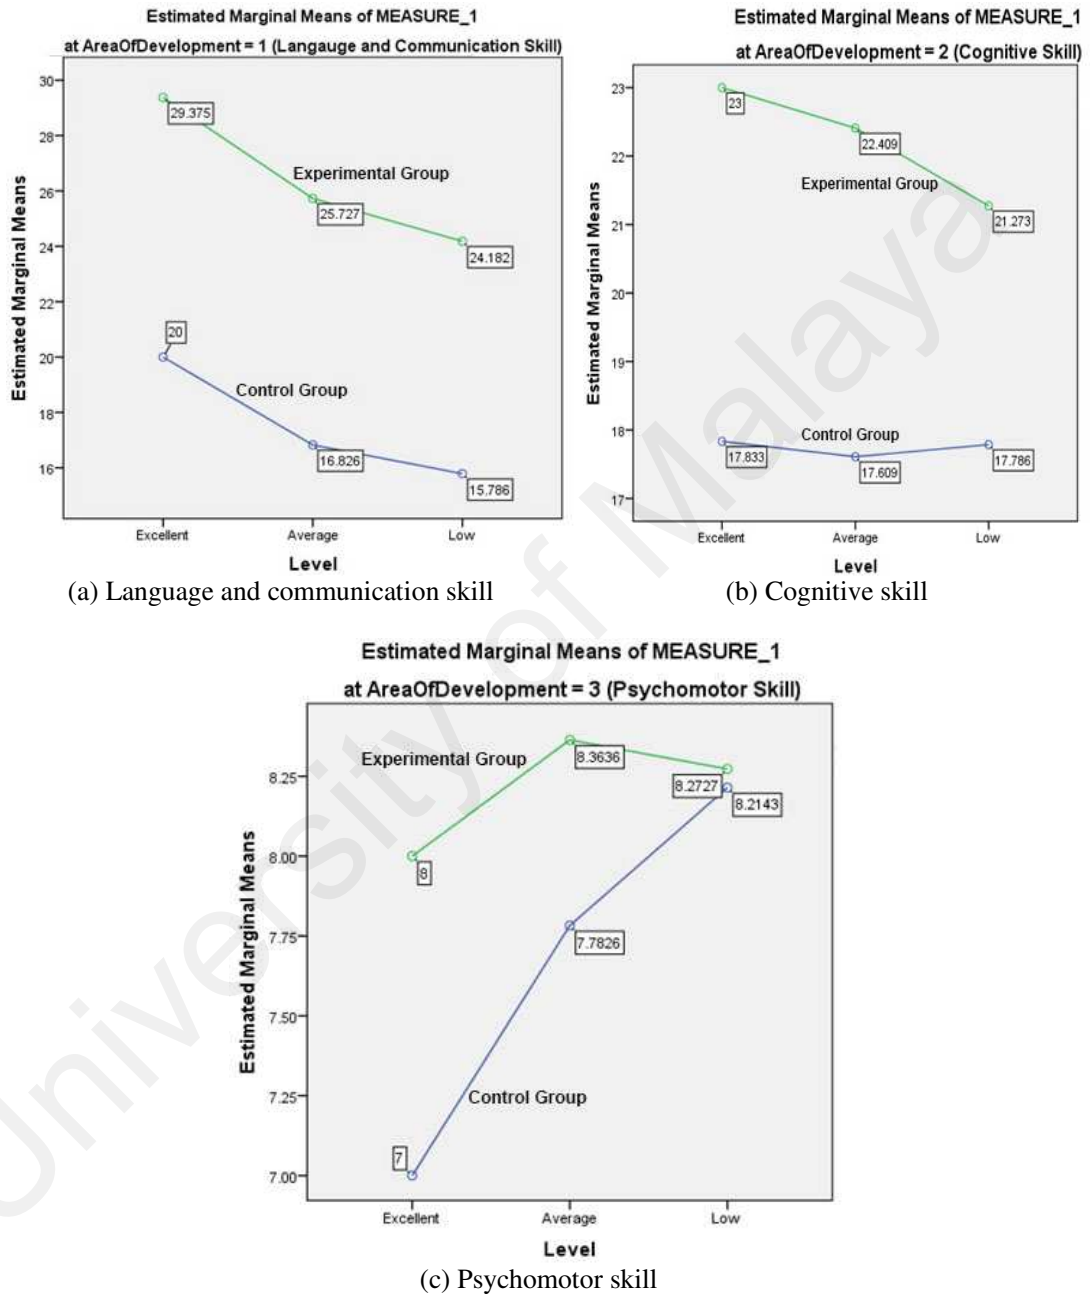 Estimated Marginal Means of MEASURE_1
at AreaOfDevelopment = 1 (Langauge and Communication Skill)
Estimated Marginal Means
30
28
26
24
22
20
18
16
29.375
Experimental Group
25.727
24.182
20
Control Group
16.826
15.786
Excellent
Average
Low
Level
(a) Language and communication skill
Estimated Marginal Means of MEASURE_1
at AreaOfDevelopment = 2 (Cognitive Skill)
Estimated Marginal Means
23
22
21
20
19
18
17
23
22.409
Experimental Group
21.273
Control Group
17.833
17.609
17.786
Excellent
Average
Low
Level
(b) Cognitive skill
Estimated Marginal Means of MEASURE_1
at AreaOfDevelopment = 3 (Psychomotor Skill)
Estimated Marginal Means
8.25
8.00
7.75
7.50
7.25
7.00
Experimental Group
8.3636
8.2727
8.2143
8
7.7826
Control Group
7
Excellent
Average
Low
Level
(c) Psychomotor skill
University of Malaya